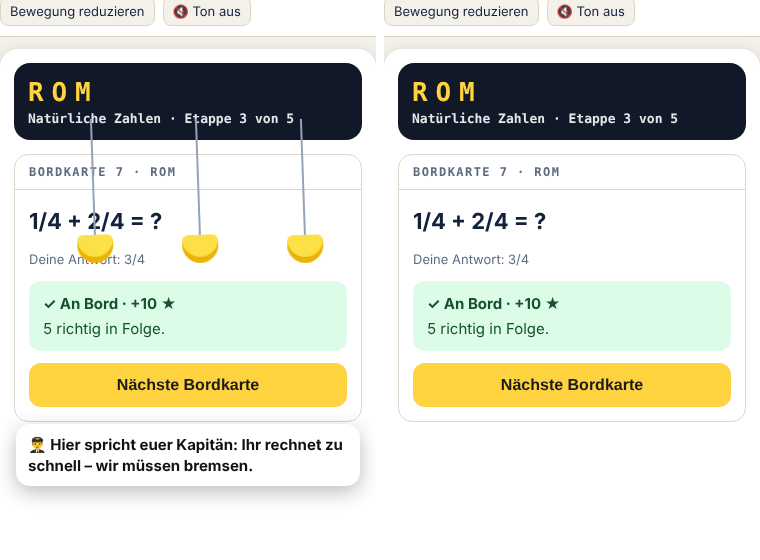 Bewegung reduzieren
🔇 Ton aus
ROM
Natürliche Zahlen · Etappe 3 von 5
BORDKARTE 7 · ROM
1/4 + 2/4 = ?
Deine Antwort: 3/4
✓ An Bord · +10 ★
5 richtig in Folge.
Nächste Bordkarte
👨‍✈️ Hier spricht euer Kapitän: Ihr rechnet zu
schnell – wir müssen bremsen.
Bewegung reduzieren
🔇 Ton aus
ROM
Natürliche Zahlen · Etappe 3 von 5
BORDKARTE 7 · ROM
1/4 + 2/4 = ?
Deine Antwort: 3/4
✓ An Bord · +10 ★
5 richtig in Folge.
Nächste Bordkarte